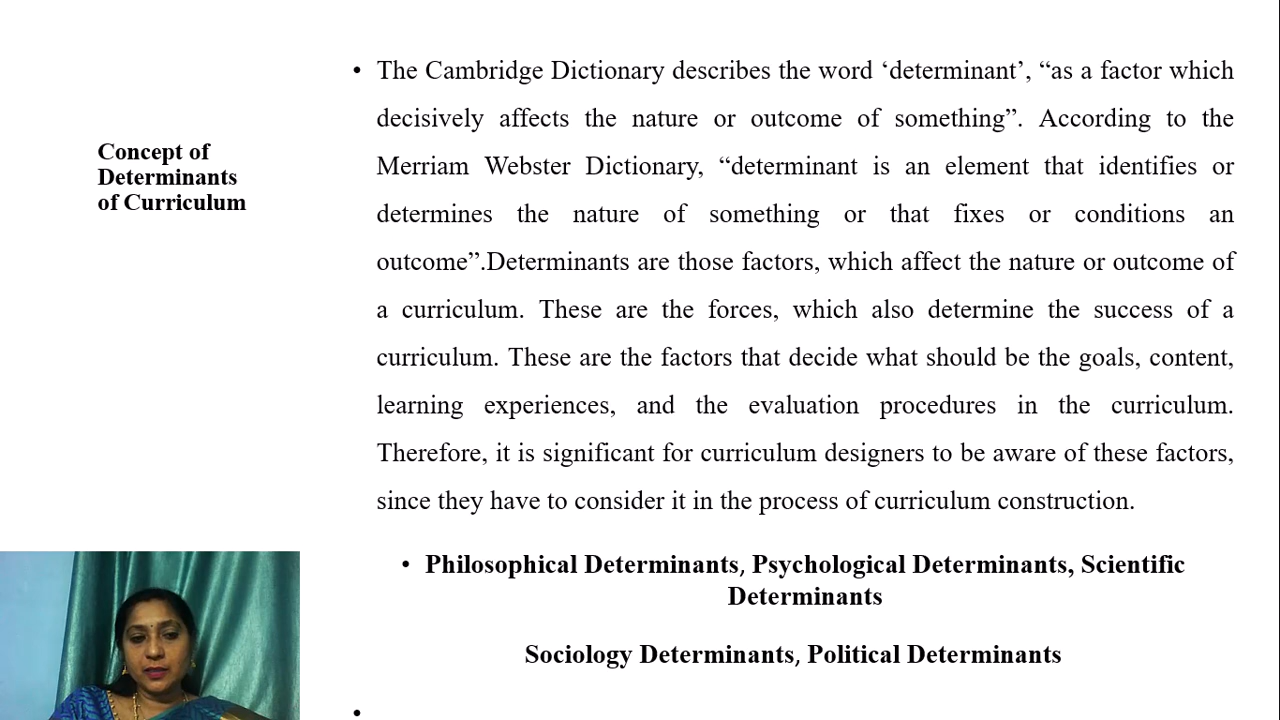 Concept of
Determinants
of Curriculum
• The Cambridge Dictionary describes the word ‘determinant’, “as a factor which
decisively affects the nature or outcome of something”. According to the
Merriam Webster Dictionary, “determinant is an element that identifies or
determines the nature of something or that fixes or conditions an
outcome”.Determinants are those factors, which affect the nature or outcome of
a curriculum. These are the forces, which also determine the success of a
curriculum. These are the factors that decide what should be the goals, content,
learning experiences, and the evaluation procedures in the curriculum.
Therefore, it is significant for curriculum designers to be aware of these factors,
since they have to consider it in the process of curriculum construction.
• Philosophical Determinants, Psychological Determinants, Scientific
Determinants
Sociology Determinants, Political Determinants
•